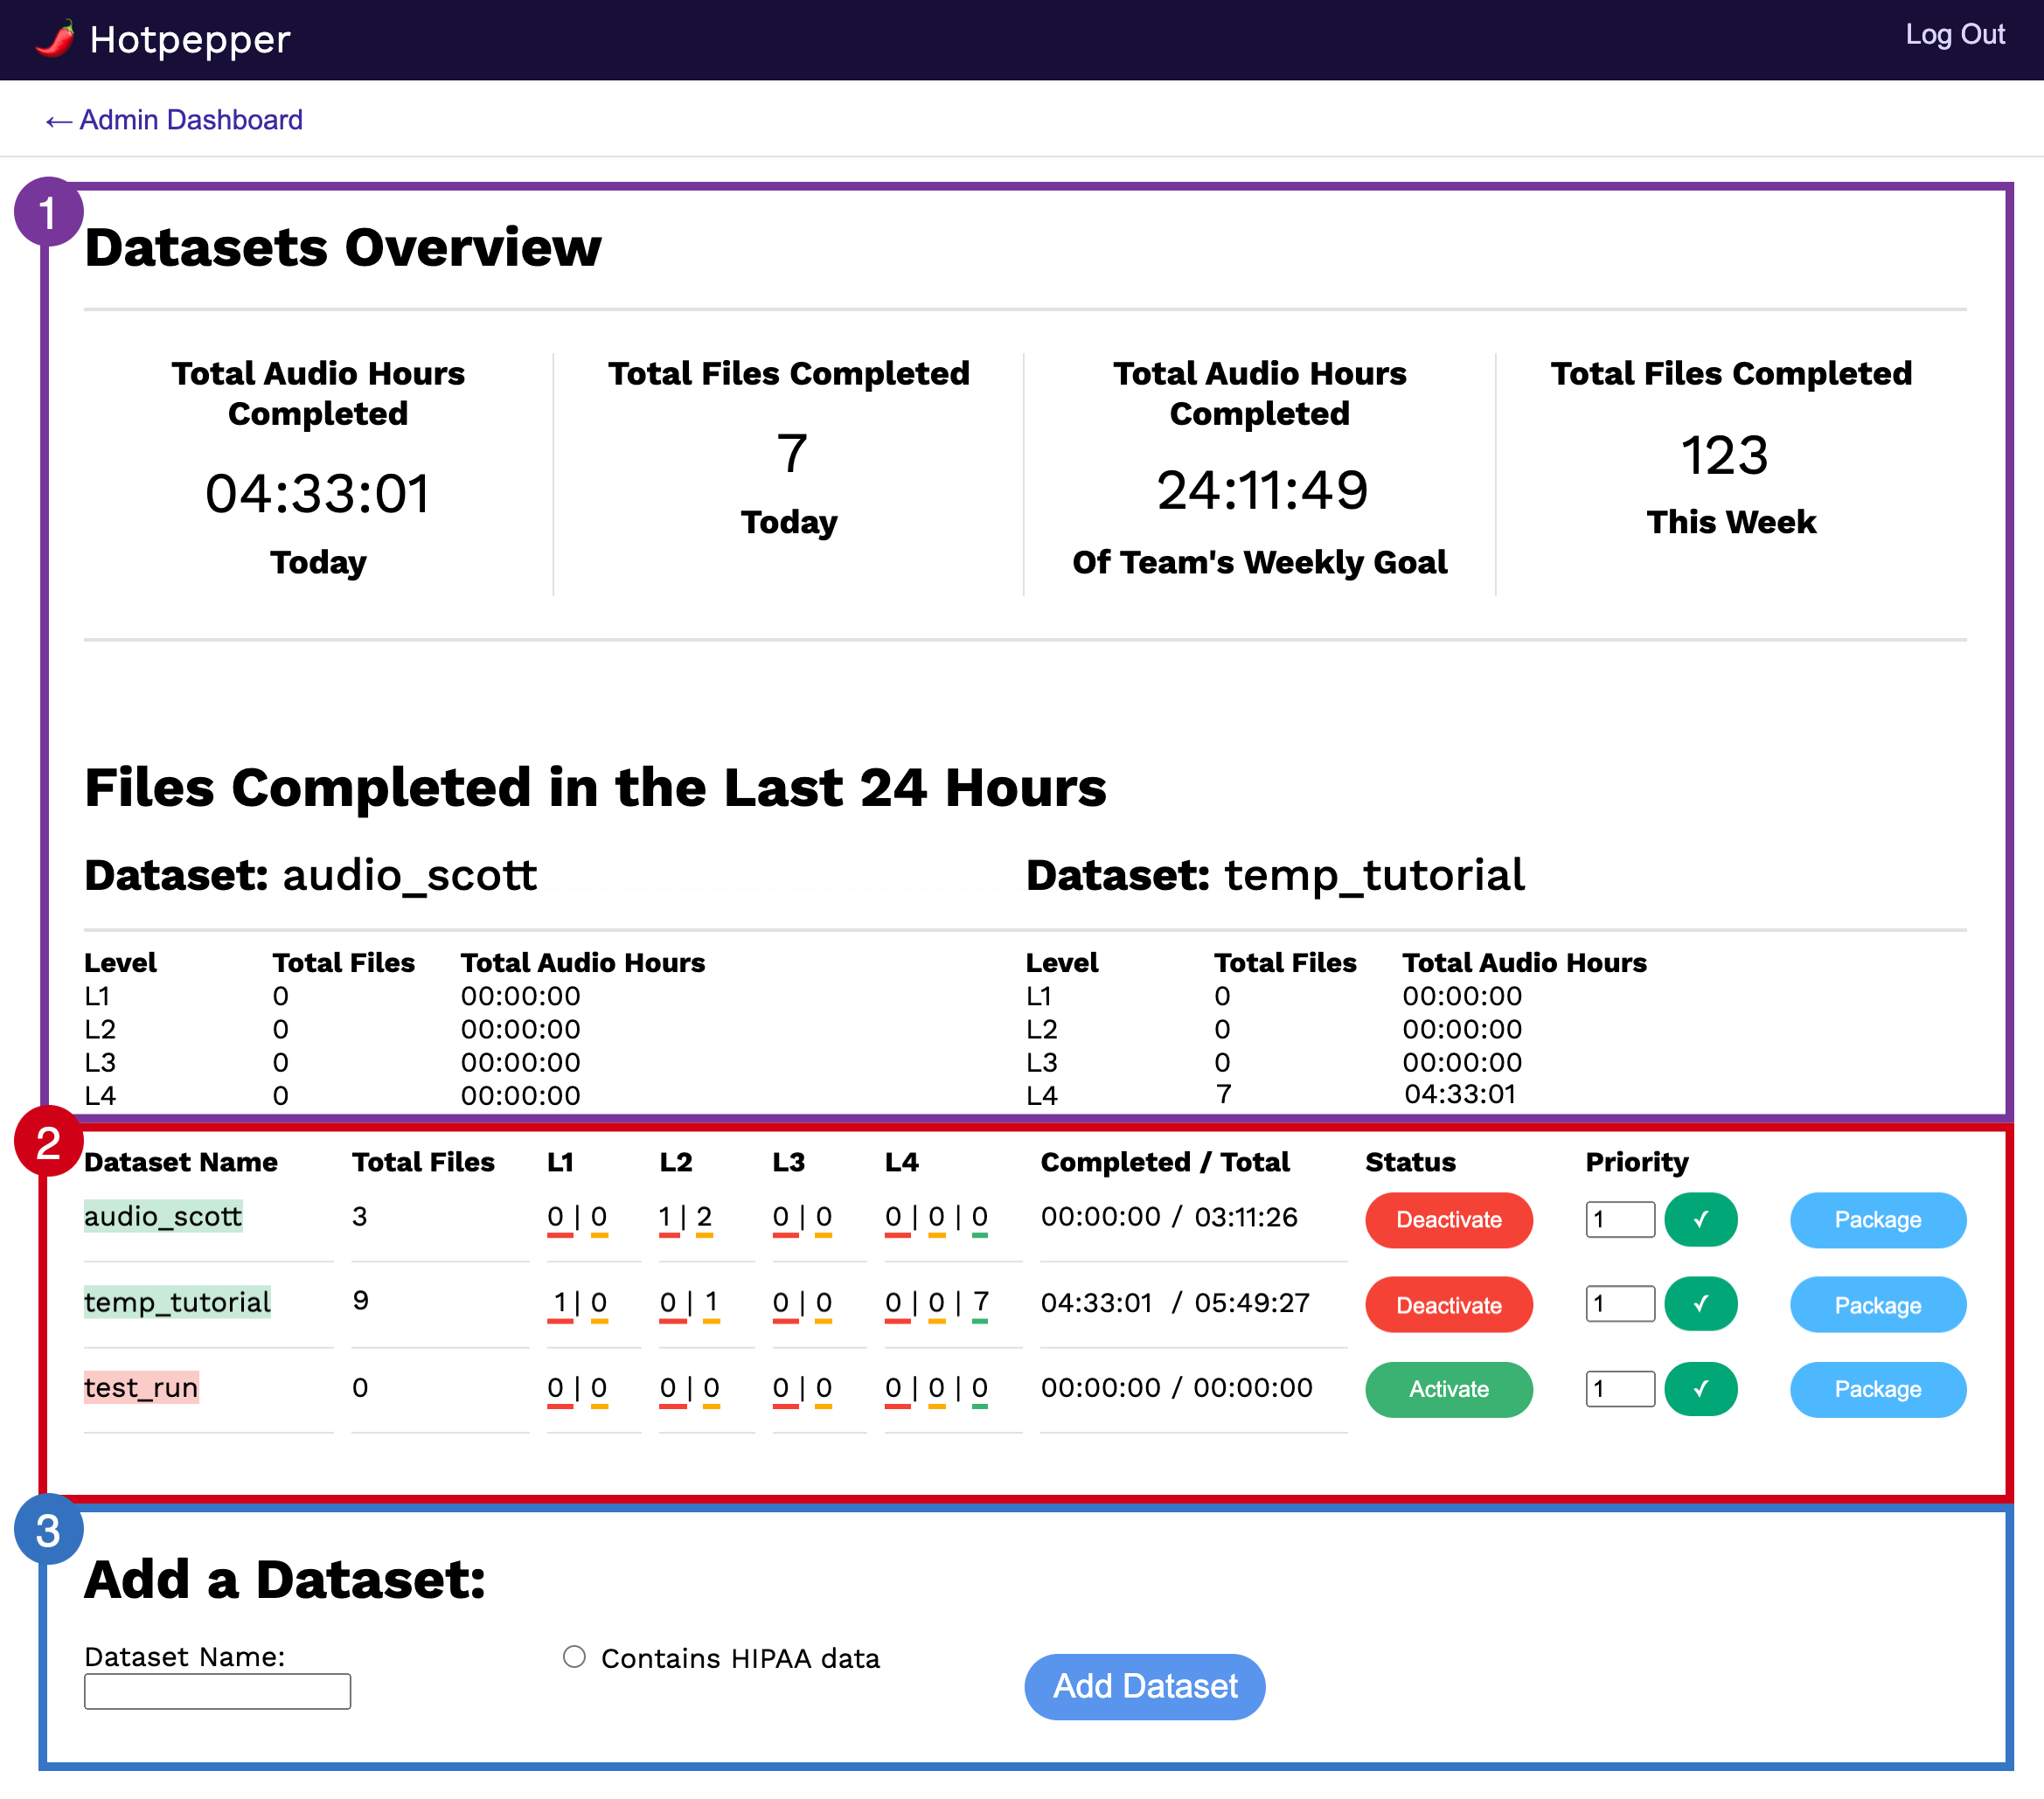 Hotpepper
Log Out
← Admin Dashboard
1
Datasets Overview
Total Audio Hours
Completed
04:33:01
Today
Total Files Completed
7
Today
Total Audio Hours
Completed
24:11:49
Of Team's Weekly Goal
Total Files Completed
123
This Week
Files Completed in the Last 24 Hours
Dataset: audio_scott
Level Total Files Total Audio Hours
L1 0 00:00:00
L2 0 00:00:00
L3 0 00:00:00
L4 0 00:00:00
Dataset: temp_tutorial
Level Total Files Total Audio Hours
L1 0 00:00:00
L2 0 00:00:00
L3 0 00:00:00
L4 7 04:33:01
2
Dataset Name Total Files L1 L2 L3 L4 Completed / Total Status Priority
audio_scott 3 0 | 0 1 | 2 0 | 0 0 | 0 | 0 00:00:00 / 03:11:26 Deactivate 1 ✓ Package
temp_tutorial 9 1 | 0 0 | 1 0 | 0 0 | 0 | 7 04:33:01 / 05:49:27 Deactivate 1 ✓ Package
test_run 0 0 | 0 0 | 0 0 | 0 0 | 0 | 0 00:00:00 / 00:00:00 Activate 1 ✓ Package
3
Add a Dataset:
Dataset Name:
Contains HIPAA data
Add Dataset